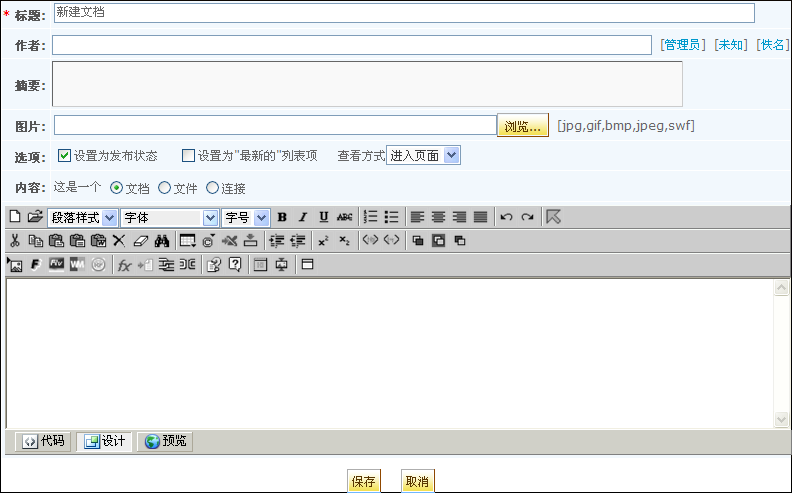 * 标题: 新建文档
作者: [管理员] [未知] [佚名]
摘要:
图片: 浏览... [jpg,gif,bmp,jpeg,swf]
选项: 设置为发布状态 设置为"最新的"列表项 查看方式 进入页面
内容: 这是一个 文档 文件 连接
段落样式 字体 字号 B I U ABC
x² x₂
F fx
代码 设计 预览
保存 取消